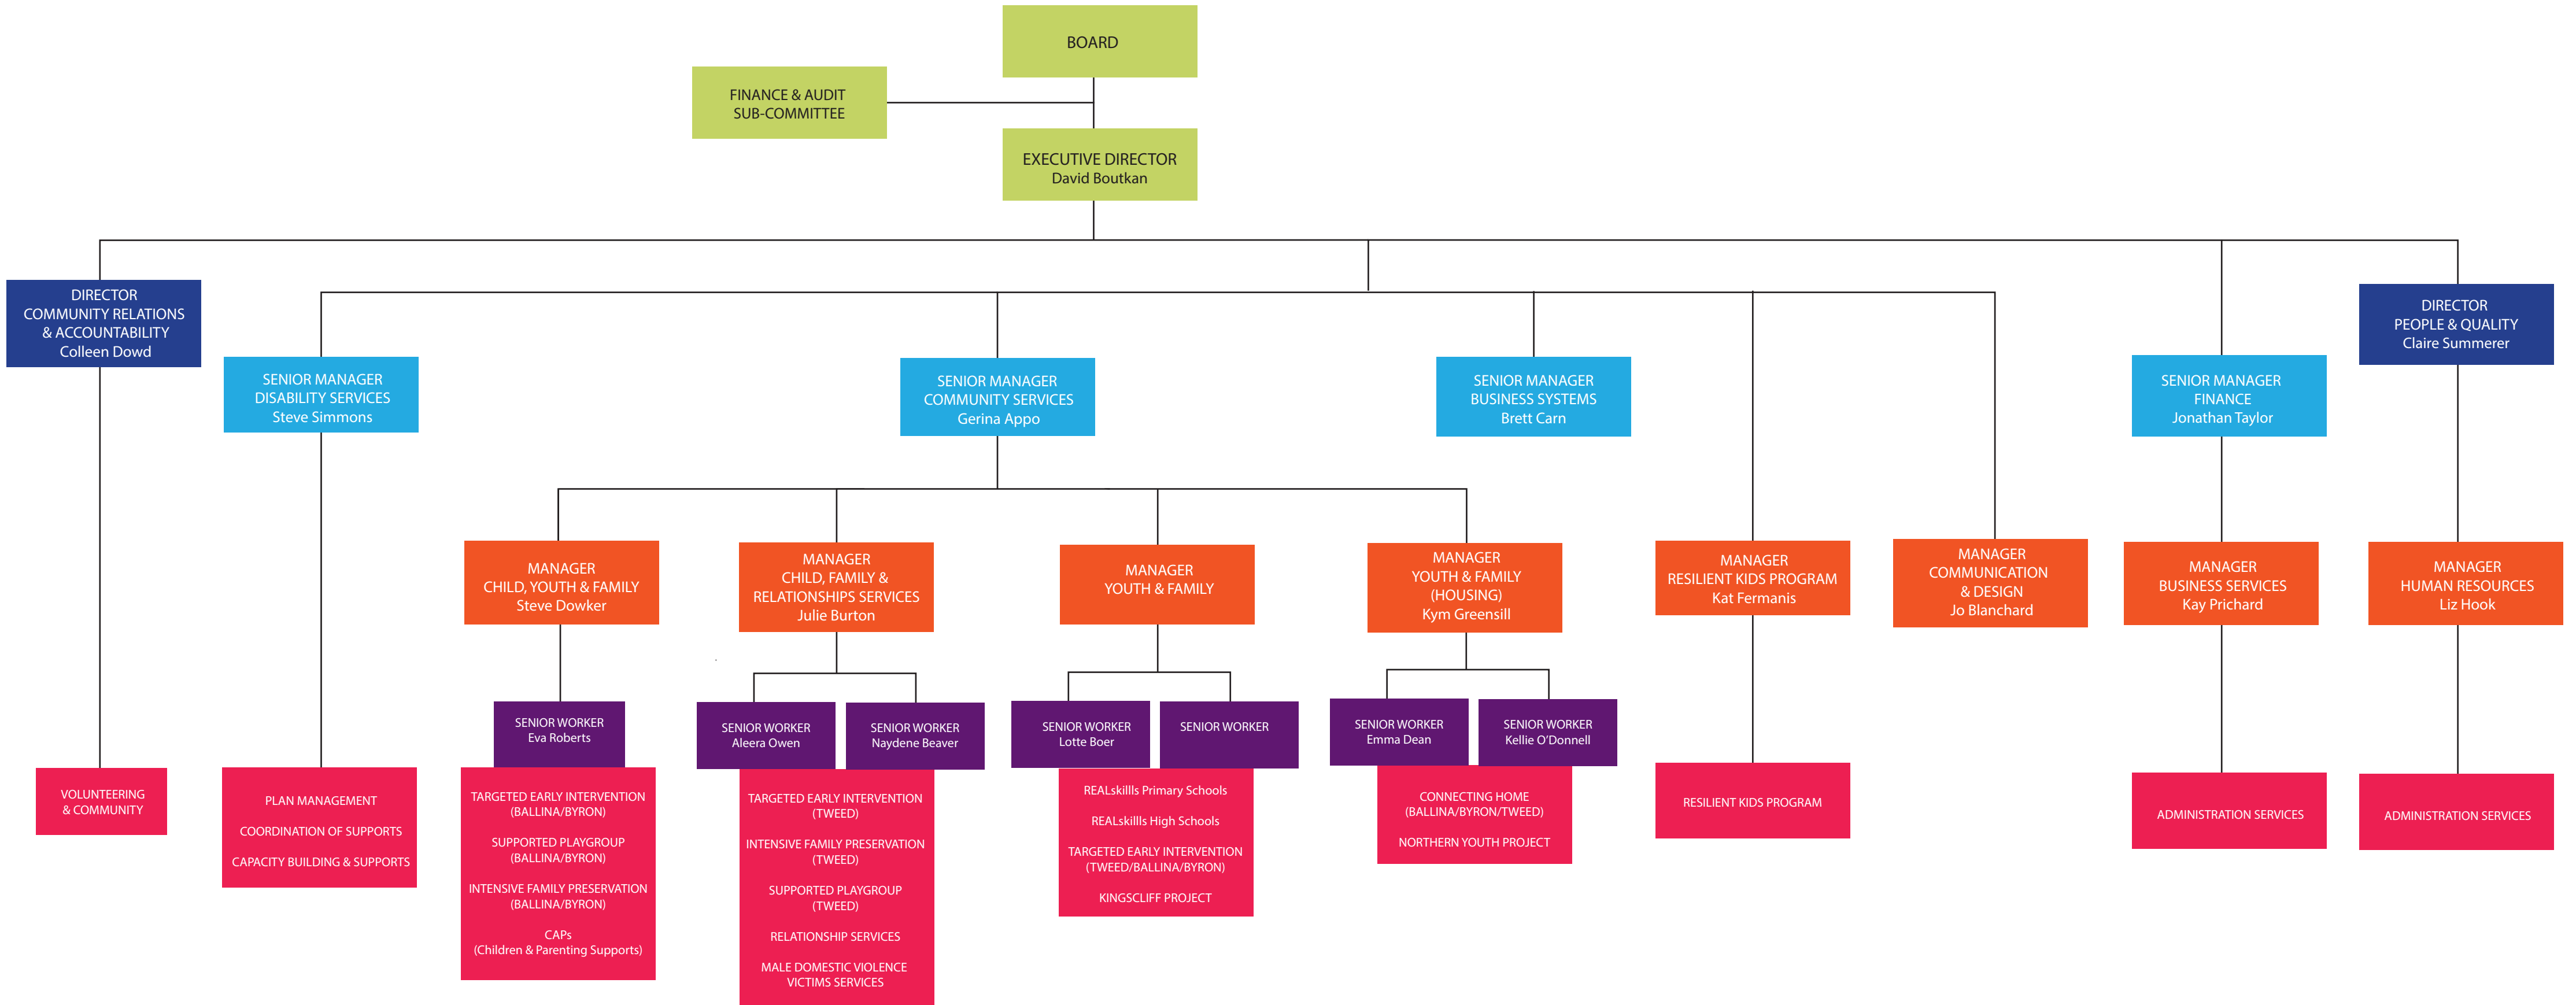 BOARD
FINANCE & AUDIT
SUB-COMMITTEE
EXECUTIVE DIRECTOR
David Boutkan
DIRECTOR
COMMUNITY RELATIONS
& ACCOUNTABILITY
Colleen Dowd
DIRECTOR
PEOPLE & QUALITY
Claire Summerer
SENIOR MANAGER
DISABILITY SERVICES
Steve Simmons
SENIOR MANAGER
COMMUNITY SERVICES
Gerina Appo
SENIOR MANAGER
BUSINESS SYSTEMS
Brett Carn
SENIOR MANAGER
FINANCE
Jonathan Taylor
MANAGER
CHILD, YOUTH & FAMILY
Steve Dowker
MANAGER
CHILD, FAMILY &
RELATIONSHIPS SERVICES
Julie Burton
MANAGER
YOUTH & FAMILY
MANAGER
YOUTH & FAMILY
(HOUSING)
Kym Greensill
MANAGER
RESILIENT KIDS PROGRAM
Kat Fermanis
MANAGER
COMMUNICATION
& DESIGN
Jo Blanchard
MANAGER
BUSINESS SERVICES
Kay Prichard
MANAGER
HUMAN RESOURCES
Liz Hook
SENIOR WORKER
Eva Roberts
SENIOR WORKER
Aleera Owen
SENIOR WORKER
Naydene Beaver
SENIOR WORKER
Lotte Boer
SENIOR WORKER
SENIOR WORKER
Emma Dean
SENIOR WORKER
Kellie O'Donnell
VOLUNTEERING
& COMMUNITY
PLAN MANAGEMENT
COORDINATION OF SUPPORTS
CAPACITY BUILDING & SUPPORTS
TARGETED EARLY INTERVENTION
(BALLINA/BYRON)
SUPPORTED PLAYGROUP
(BALLINA/BYRON)
INTENSIVE FAMILY PRESERVATION
(BALLINA/BYRON)
CAPs
(Children & Parenting Supports)
TARGETED EARLY INTERVENTION
(TWEED)
INTENSIVE FAMILY PRESERVATION
(TWEED)
SUPPORTED PLAYGROUP
(TWEED)
RELATIONSHIP SERVICES
MALE DOMESTIC VIOLENCE
VICTIMS SERVICES
REALskillls Primary Schools
REALskillls High Schools
TARGETED EARLY INTERVENTION
(TWEED/BALLINA/BYRON)
KINGSCLIFF PROJECT
CONNECTING HOME
(BALLINA/BYRON/TWEED)
NORTHERN YOUTH PROJECT
RESILIENT KIDS PROGRAM
ADMINISTRATION SERVICES
ADMINISTRATION SERVICES